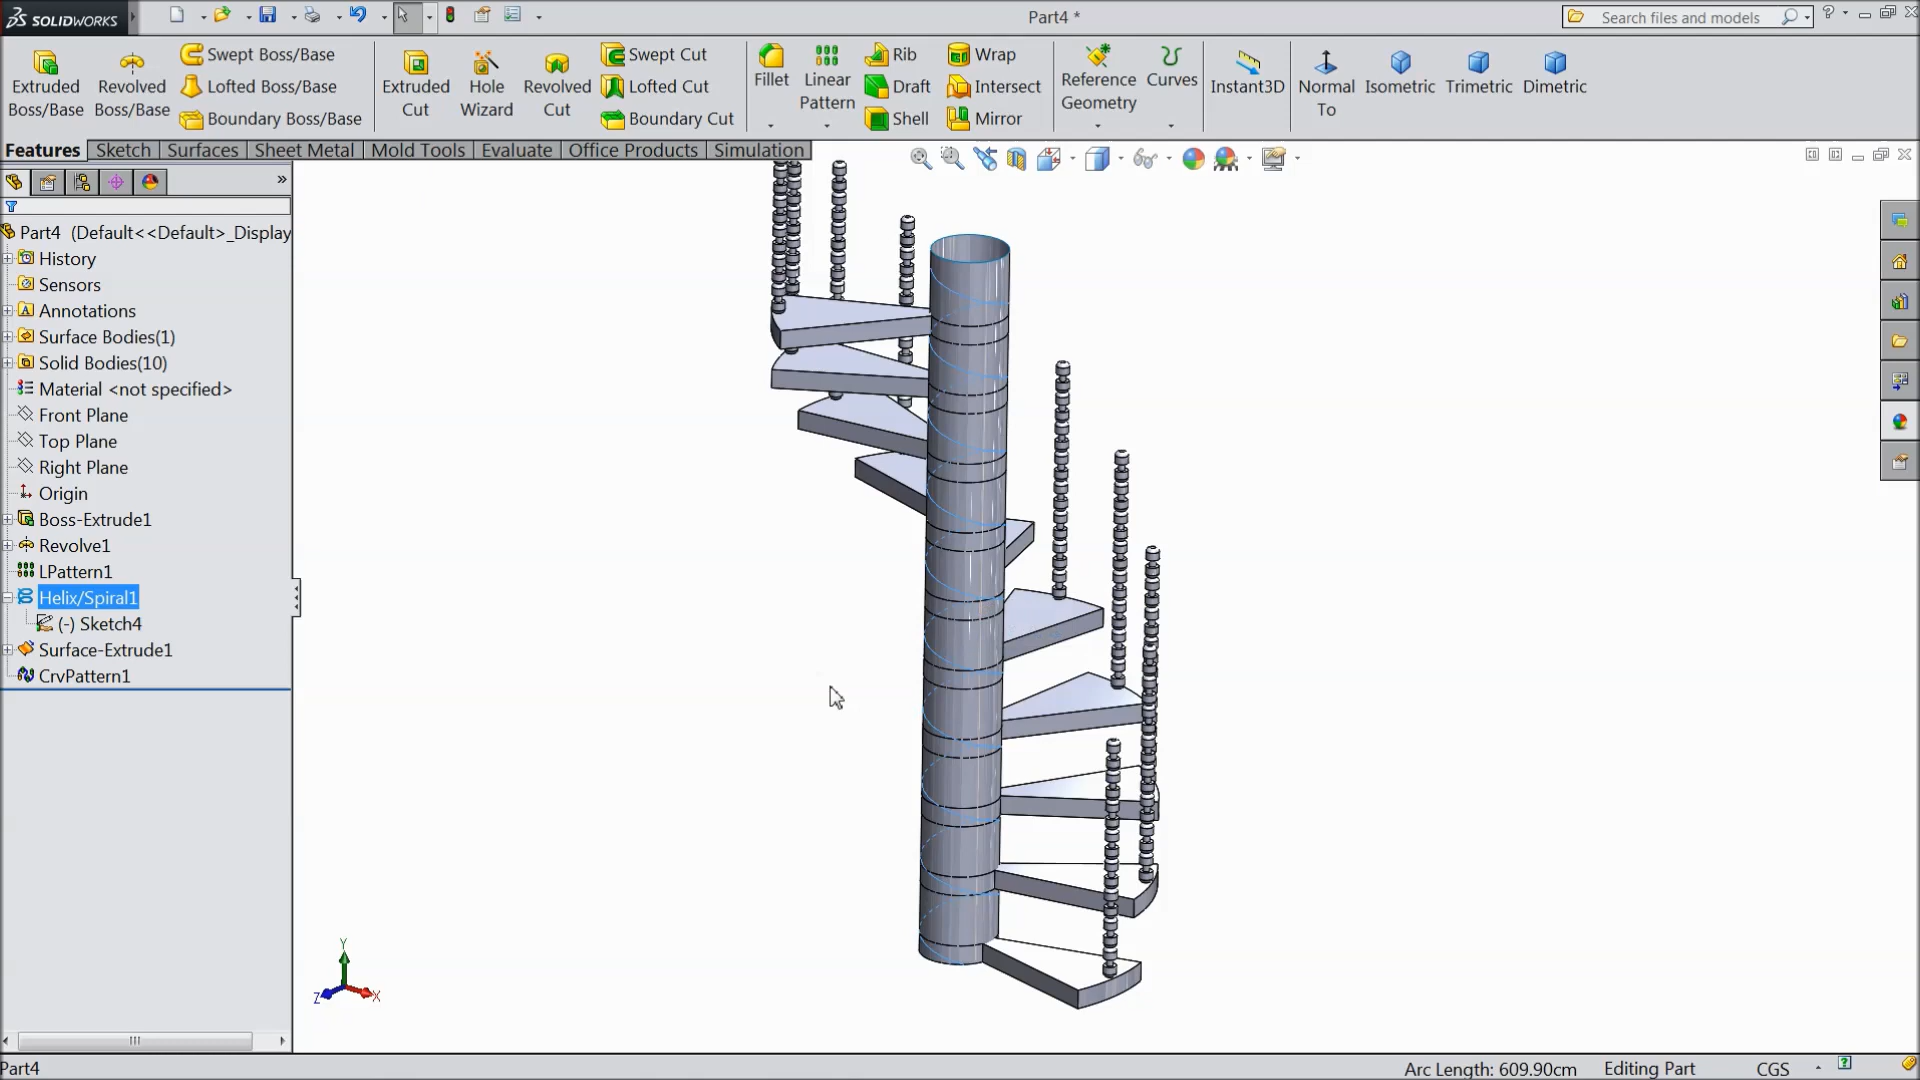 SOLIDWORKS
Part4 *
Search files and models
Extruded Boss/Base
Revolved Boss/Base
Swept Boss/Base
Lofted Boss/Base
Boundary Boss/Base
Extruded Cut
Hole Wizard
Revolved Cut
Swept Cut
Lofted Cut
Boundary Cut
Fillet
Linear Pattern
Rib
Draft
Shell
Wrap
Intersect
Mirror
Reference Geometry
Curves
Instant3D
Normal To
Isometric
Trimetric
Dimetric
Features
Sketch
Surfaces
Sheet Metal
Mold Tools
Evaluate
Office Products
Simulation
Part4 (Default<<Default>_Display
History
Sensors
Annotations
Surface Bodies(1)
Solid Bodies(10)
Material <not specified>
Front Plane
Top Plane
Right Plane
Origin
Boss-Extrude1
Revolve1
LPattern1
Helix/Spiral1
(-) Sketch4
Surface-Extrude1
CrvPattern1
Y
Z
X
Part4
Arc Length: 609.90cm
Editing Part
CGS